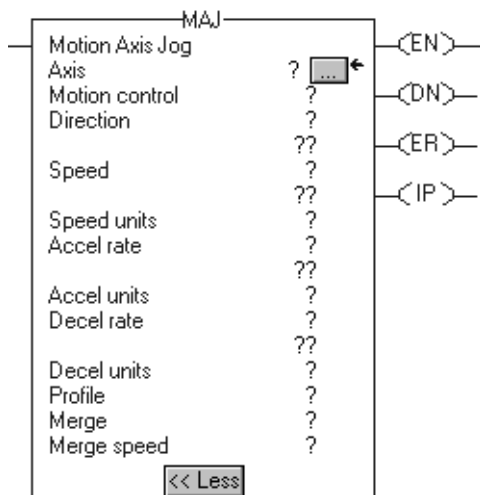 MAJ
Motion Axis Jog (EN)
Axis ? ...
Motion control ? (DN)
Direction ?
?? (ER)
Speed ?
?? (IP)
Speed units ?
Accel rate ?
??
Accel units ?
Decel rate ?
??
Decel units ?
Profile ?
Merge ?
Merge speed ?
<< Less